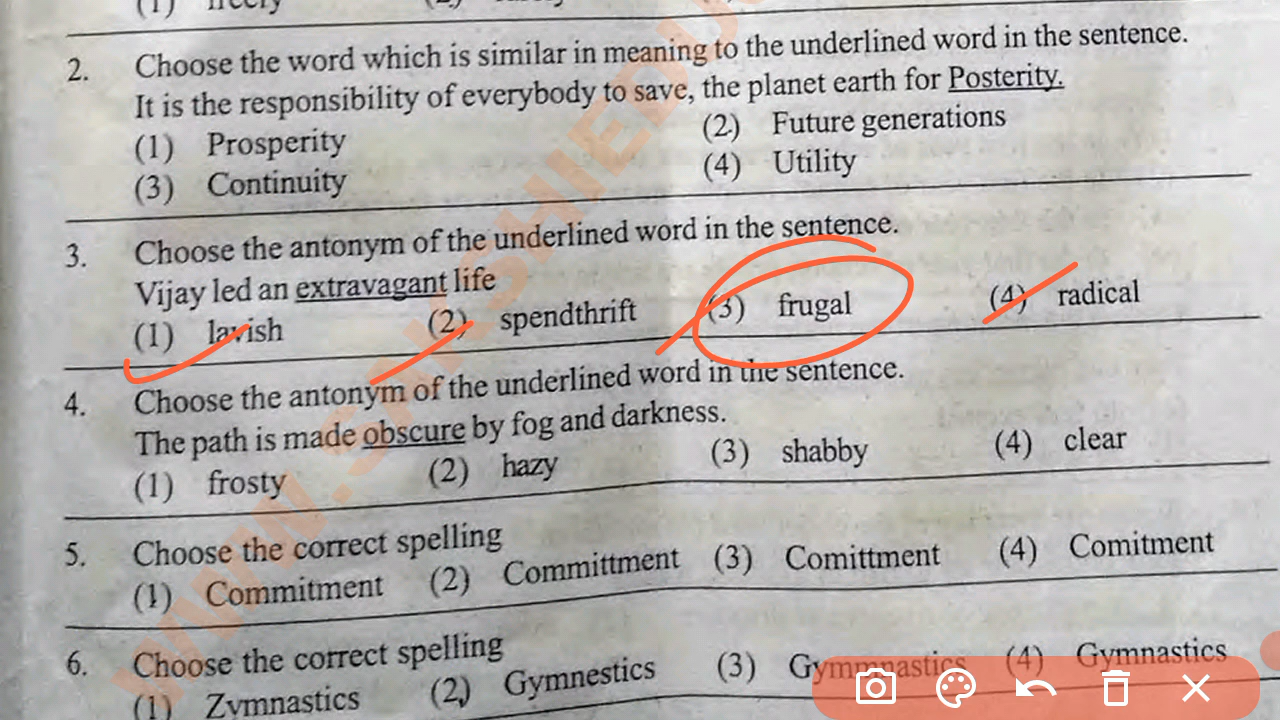 (1) freely
2. Choose the word which is similar in meaning to the underlined word in the sentence.
It is the responsibility of everybody to save, the planet earth for Posterity.
(1) Prosperity (2) Future generations
(3) Continuity (4) Utility
3. Choose the antonym of the underlined word in the sentence.
Vijay led an extravagant life
(1) lavish (2) spendthrift (3) frugal (4) radical
4. Choose the antonym of the underlined word in the sentence.
The path is made obscure by fog and darkness.
(1) frosty (2) hazy (3) shabby (4) clear
5. Choose the correct spelling
(1) Commitment (2) Committment (3) Comittment (4) Comitment
6. Choose the correct spelling
(1) Zymnastics (2) Gymnestics (3) (4) Gymnastics